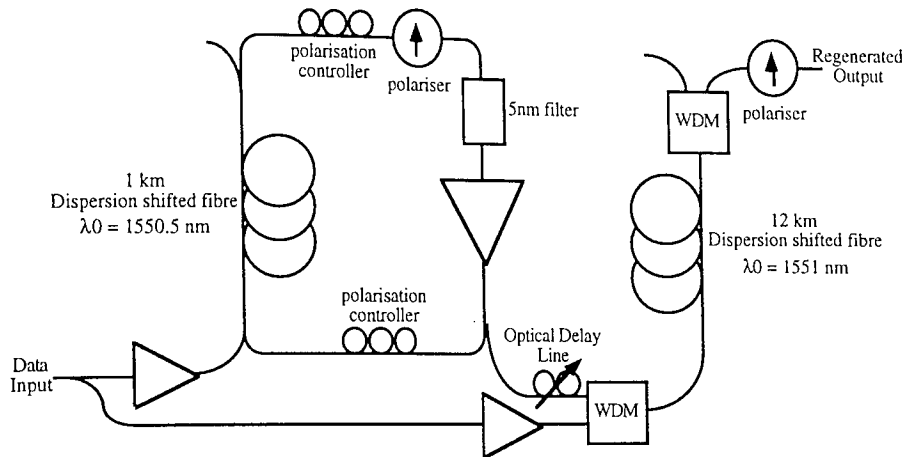 polarisation
controller
polariser
5nm filter
1 km
Dispersion shifted fibre
λ0 = 1550.5 nm
polarisation
controller
Data
Input
Optical Delay
Line
WDM
WDM
polariser
Regenerated
Output
12 km
Dispersion shifted fibre
λ0 = 1551 nm